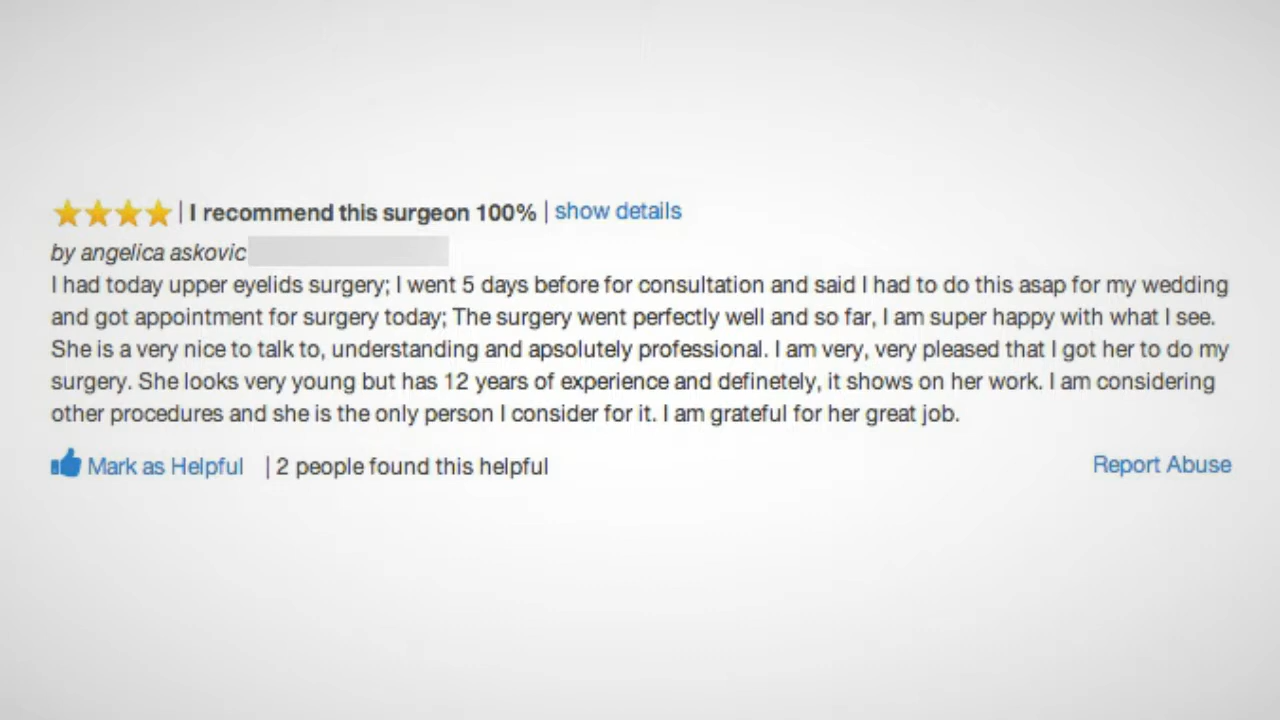 | I recommend this surgeon 100% | show details
by angelica askovic
I had today upper eyelids surgery; I went 5 days before for consultation and said I had to do this asap for my wedding
and got appointment for surgery today; The surgery went perfectly well and so far, I am super happy with what I see.
She is a very nice to talk to, understanding and apsolutely professional. I am very, very pleased that I got her to do my
surgery. She looks very young but has 12 years of experience and definetely, it shows on her work. I am considering
other procedures and she is the only person I consider for it. I am grateful for her great job.
Mark as Helpful | 2 people found this helpful Report Abuse